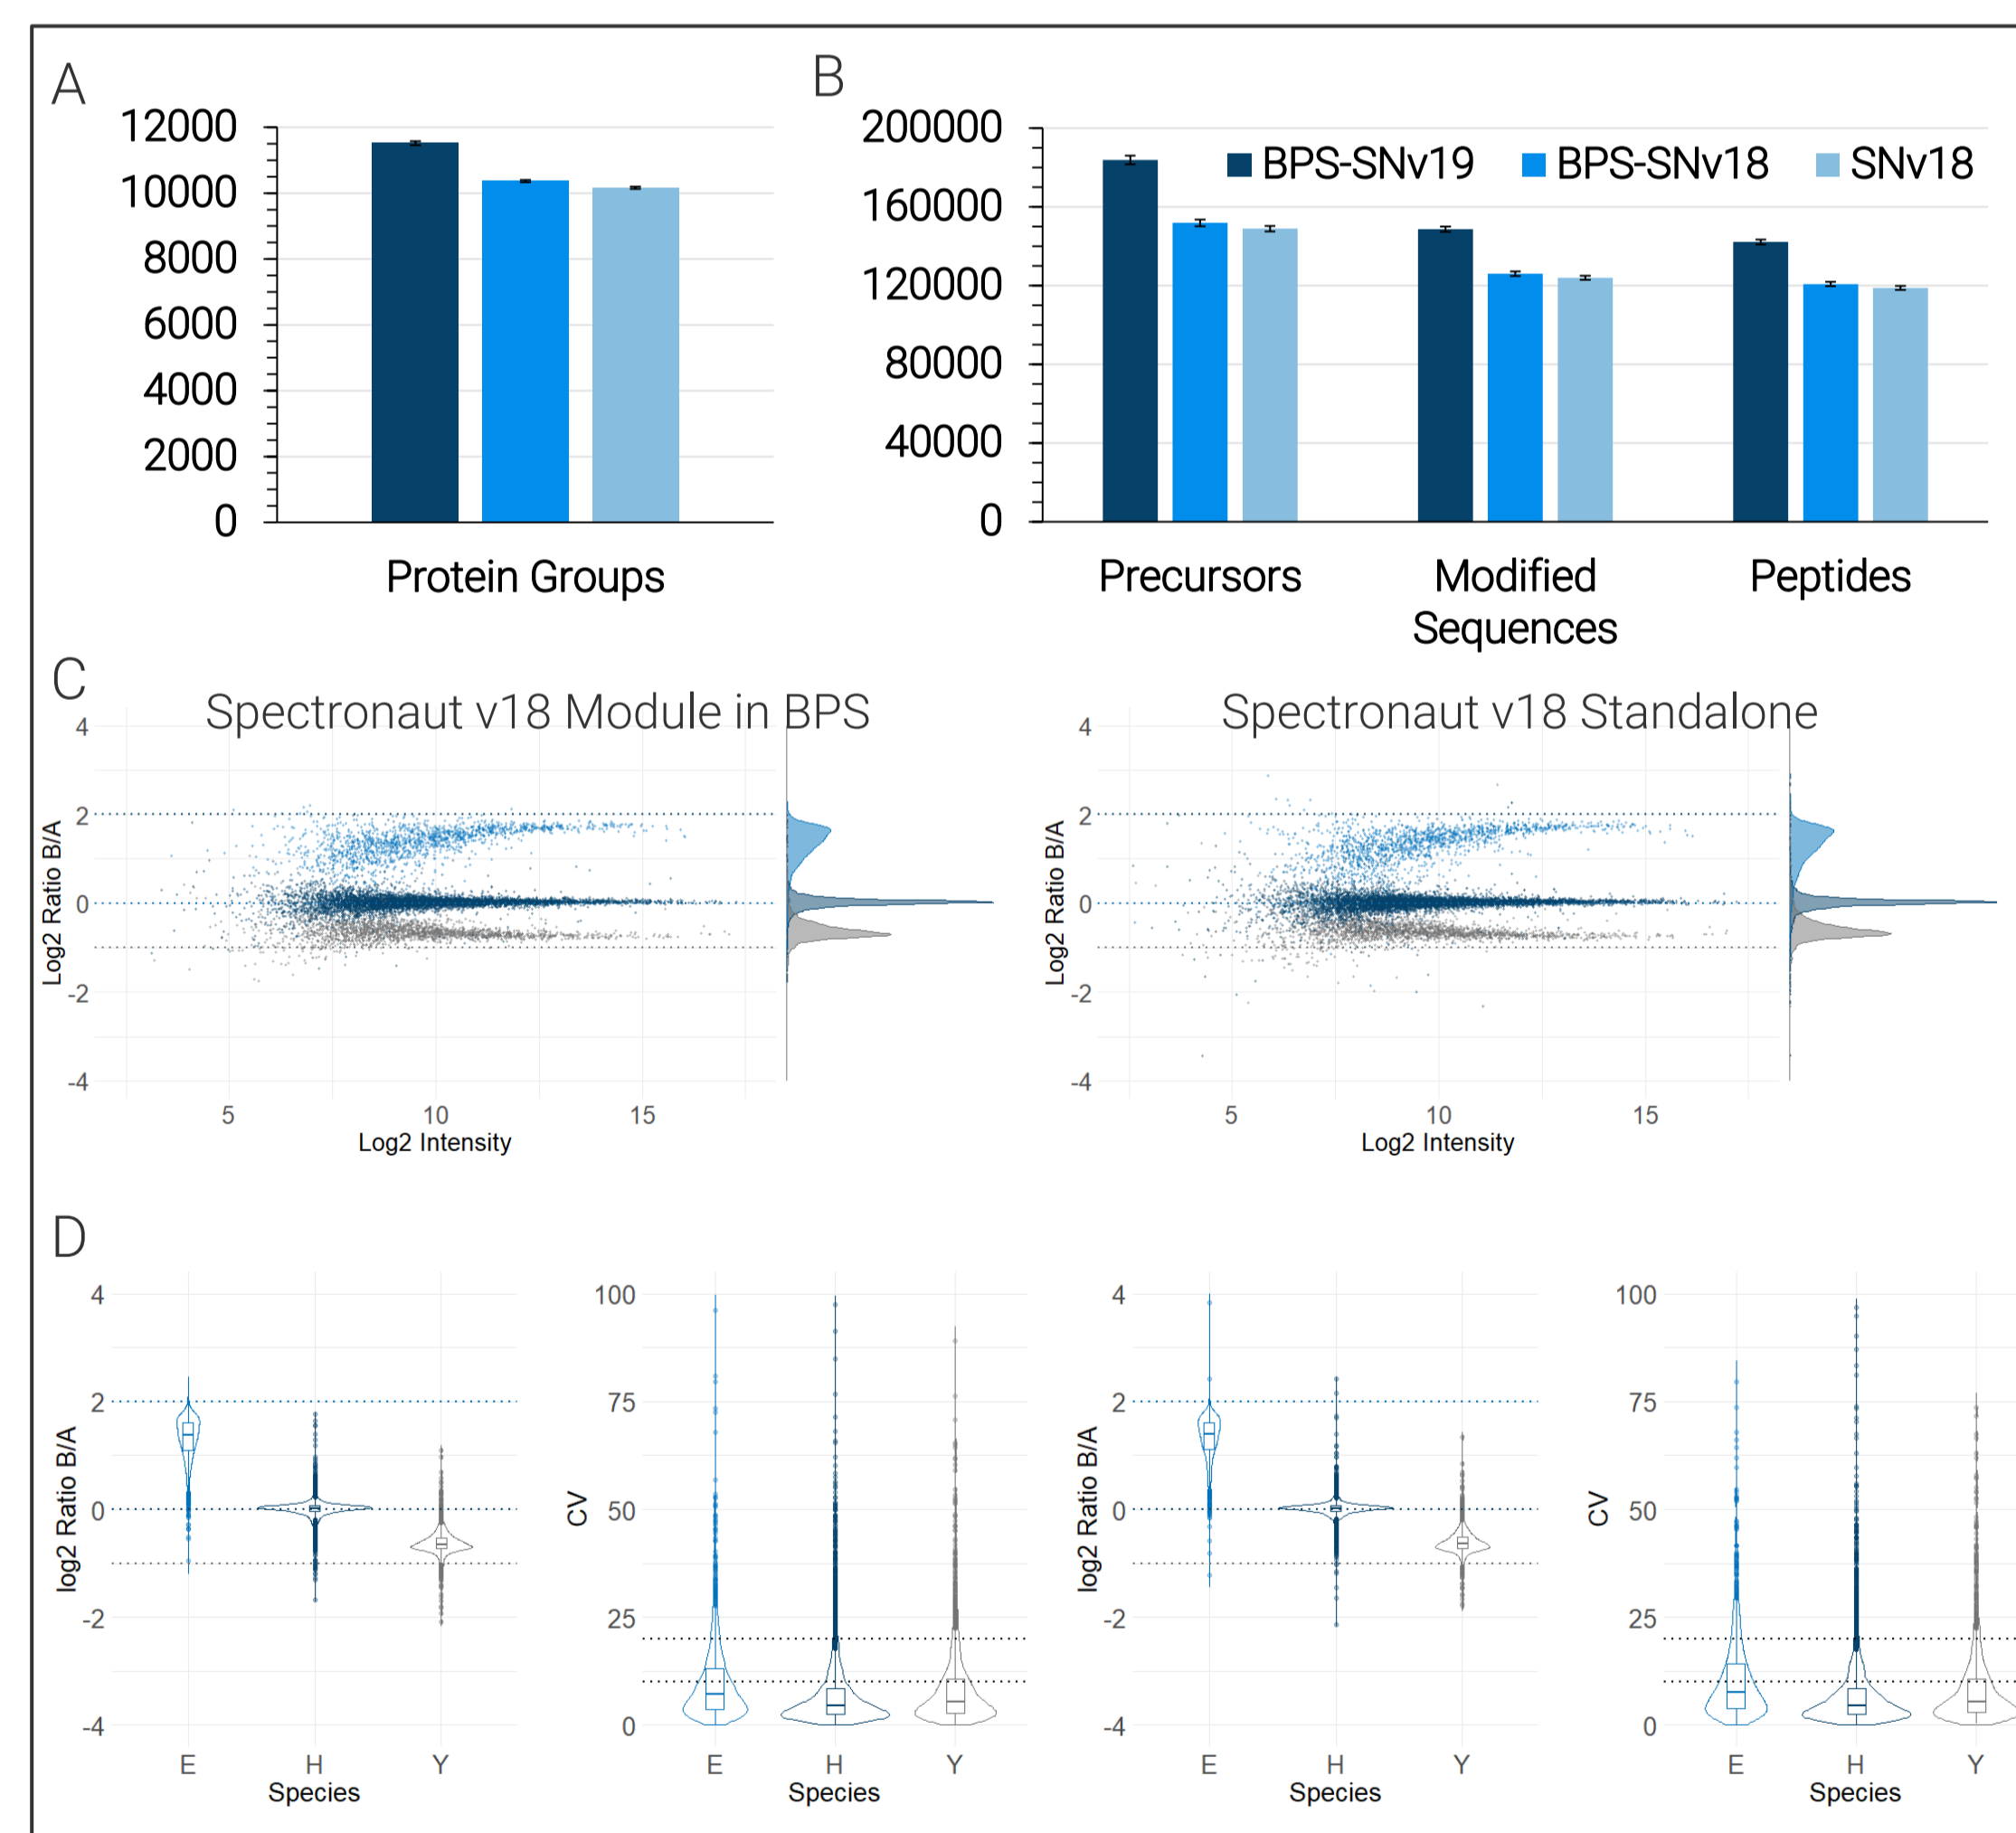 A
12000
10000
8000
6000
4000
2000
0
Protein Groups
B
200000
160000
120000
80000
40000
0
BPS-SNv19 BPS-SNv18 SNv18
Precursors Modified Peptides
Sequences
C
Spectronaut v18 Module in BPS
4
2
0
-2
-4
Log2 Ratio B/A
5 10 15
Log2 Intensity
Spectronaut v18 Standalone
4
2
0
-2
-4
Log2 Ratio B/A
5 10 15
Log2 Intensity
D
4
2
0
-2
-4
log2 Ratio B/A
E H Y
Species
100
75
50
25
0
CV
E H Y
Species
4
2
0
-2
-4
log2 Ratio B/A
E H Y
Species
100
75
50
25
0
CV
E H Y
Species